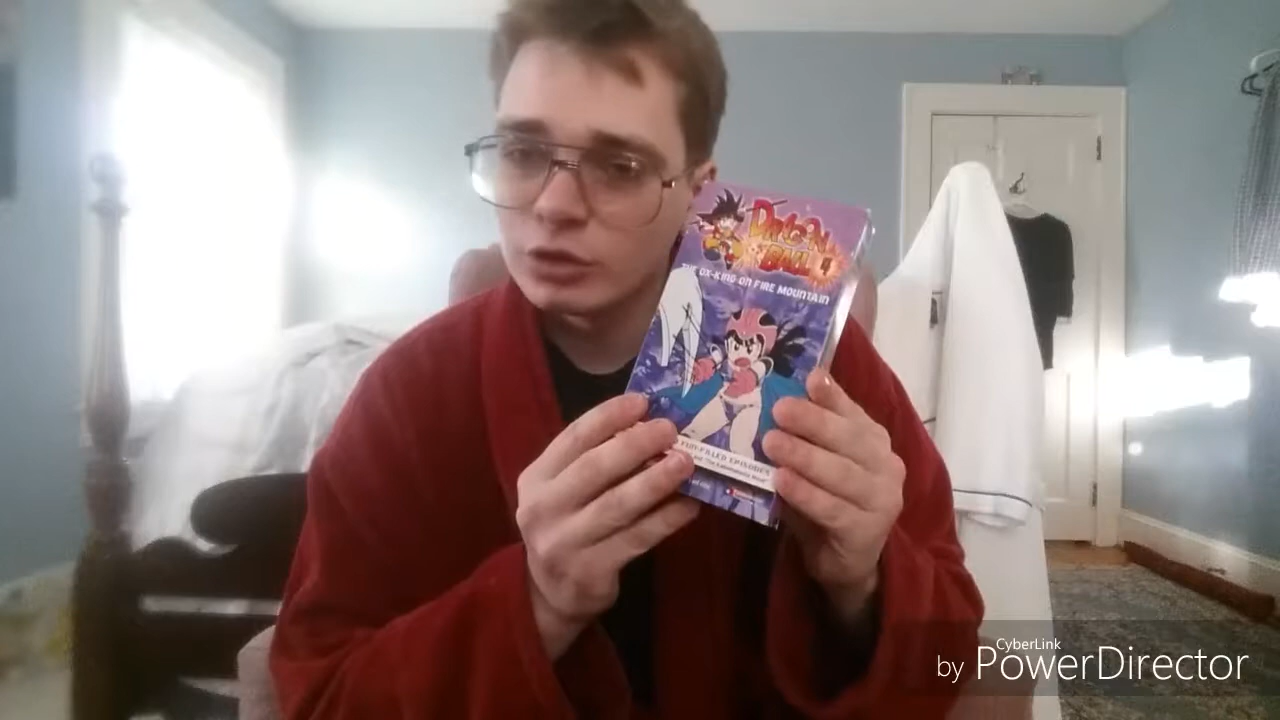 DRAGON
BALL 4
THE OX-KING ON FIRE MOUNTAIN
FUN-FILLED EPISODES
CyberLink
by PowerDirector